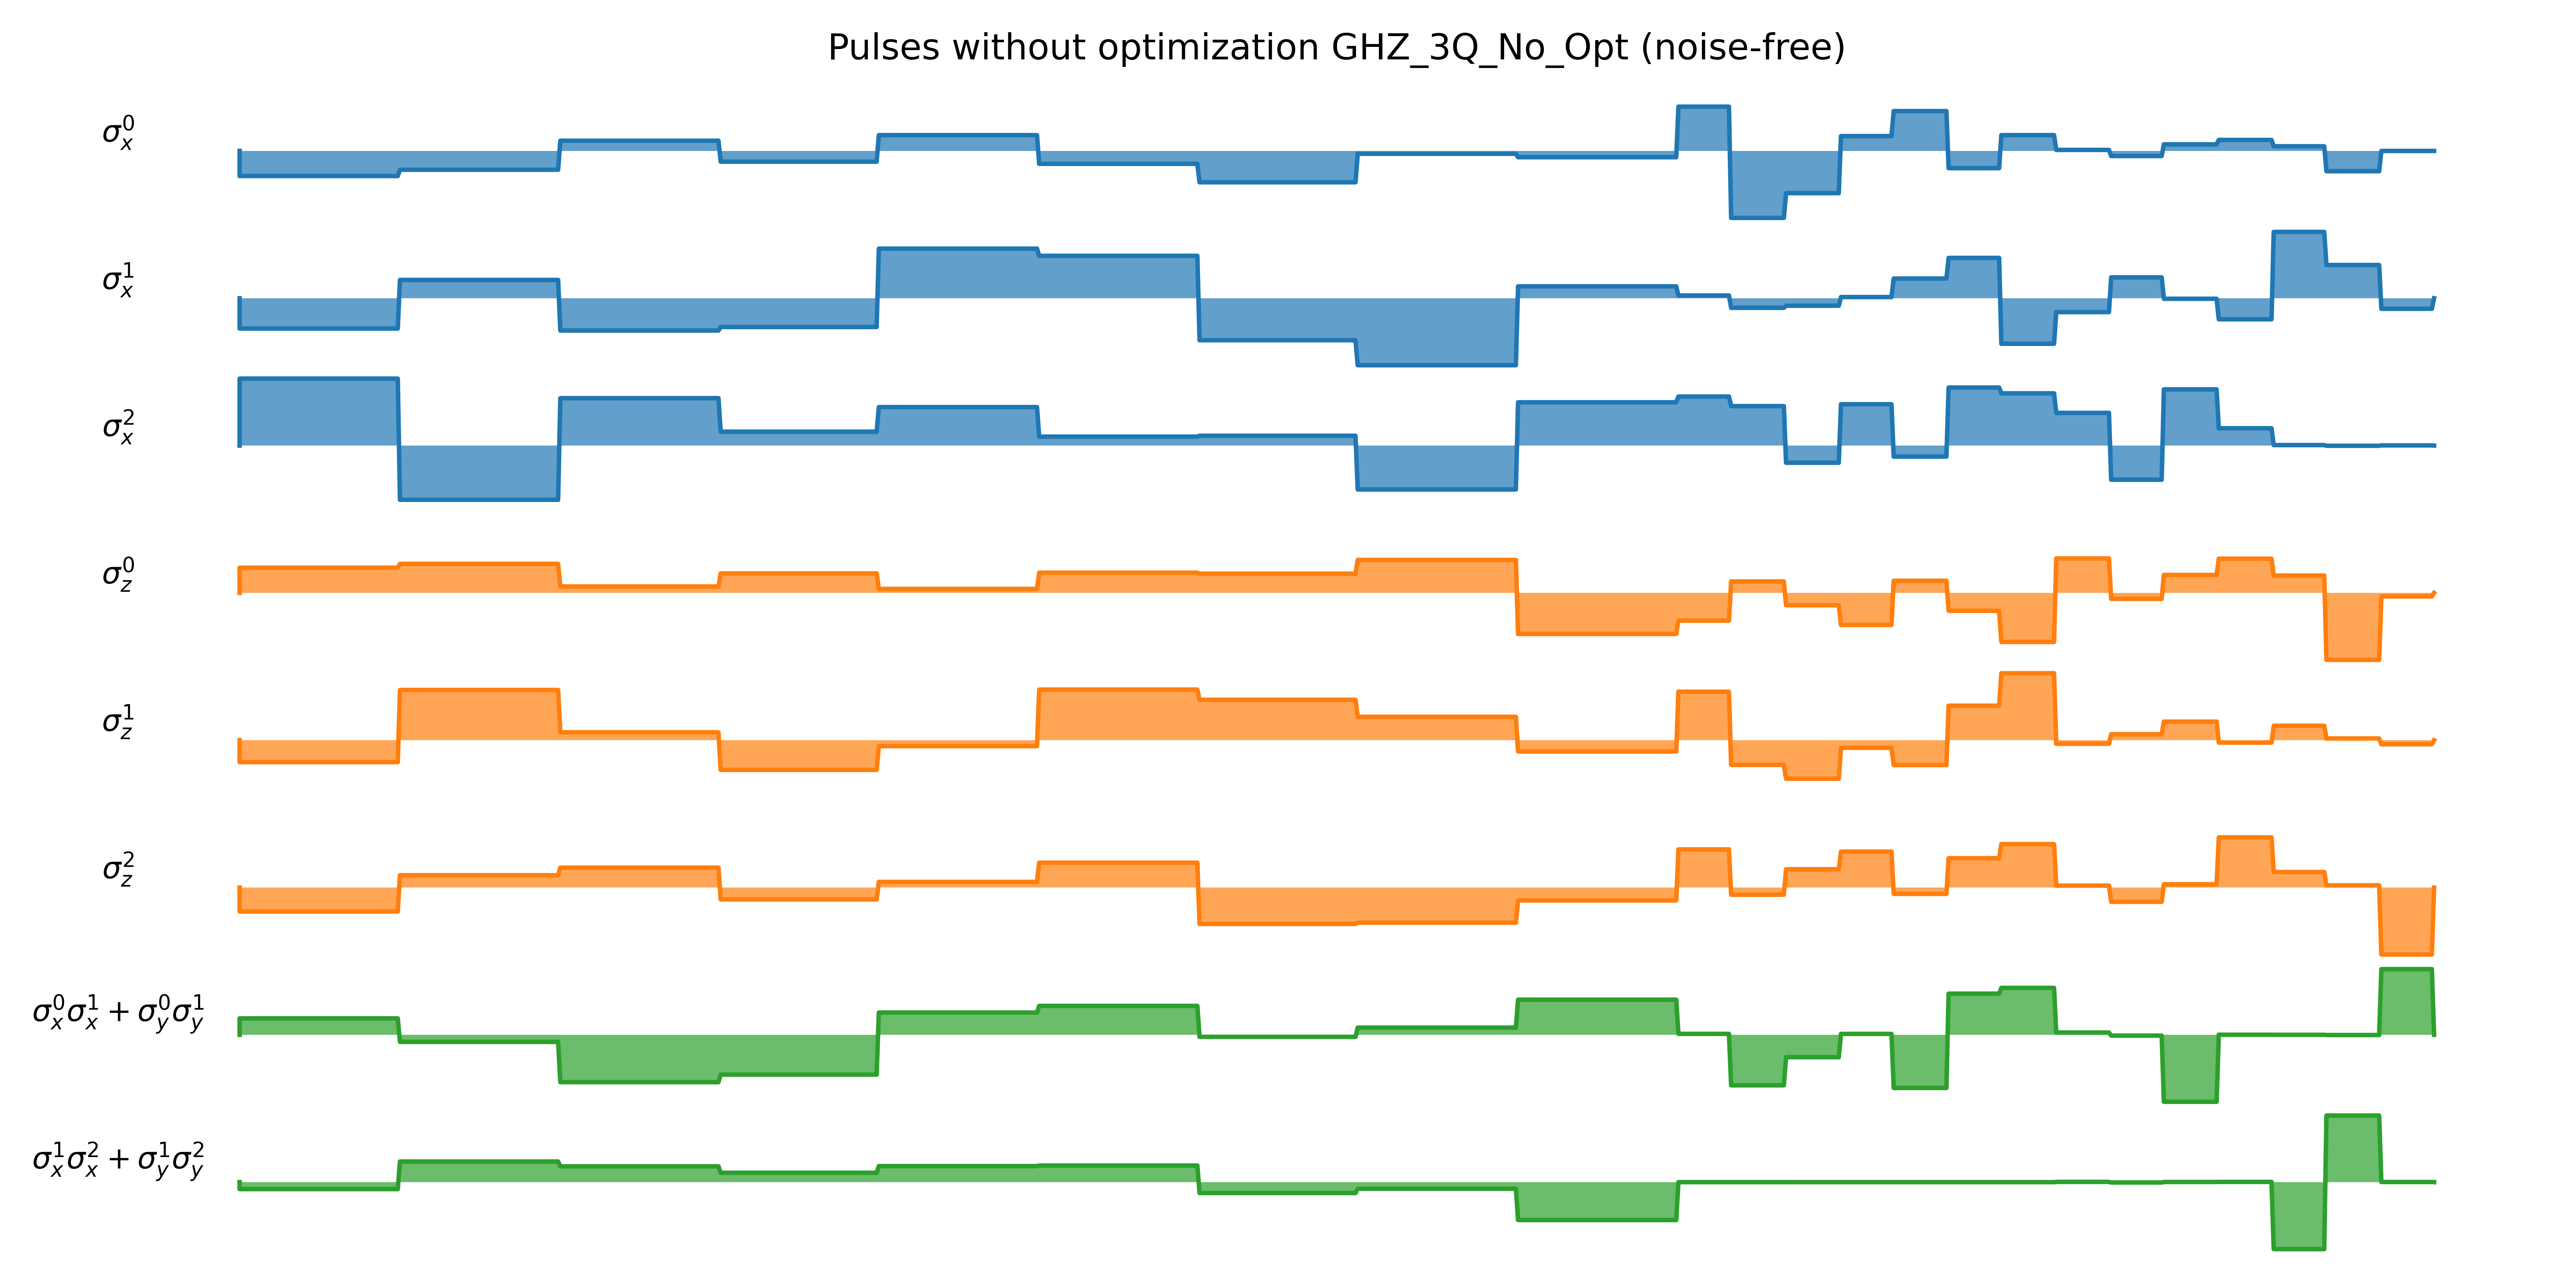 Pulses without optimization GHZ_3Q_No_Opt (noise-free)
σ_x^0
σ_x^1
σ_x^2
σ_z^0
σ_z^1
σ_z^2
σ_x^0σ_x^1 + σ_y^0σ_y^1
σ_x^1σ_x^2 + σ_y^1σ_y^2